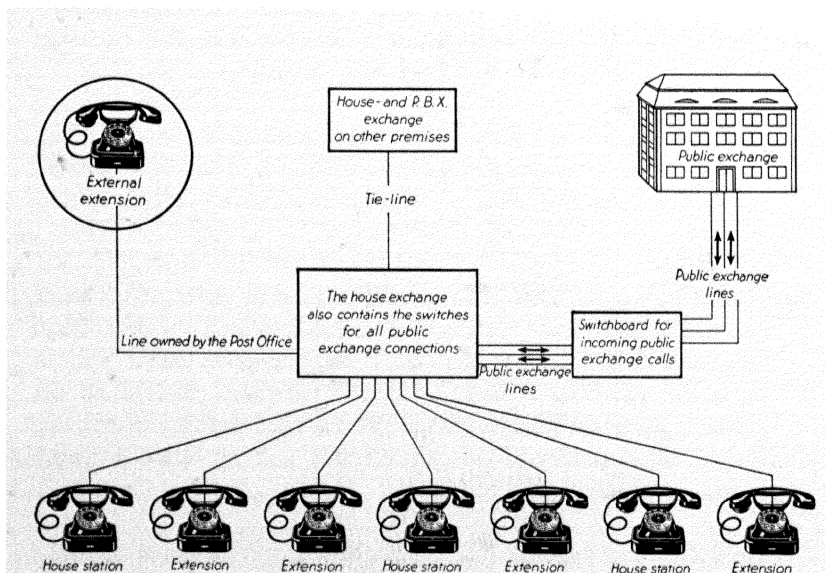 External
extension
House- and P.B.X.
exchange
on other premises
Public exchange
Tie-line
Public exchange
lines
The house exchange
also contains the switches
for all public
exchange connections
Switchboard for
incoming public
exchange calls
Line owned by the Post Office
Public exchange
lines
House station
Extension
Extension
House station
Extension
House station
Extension